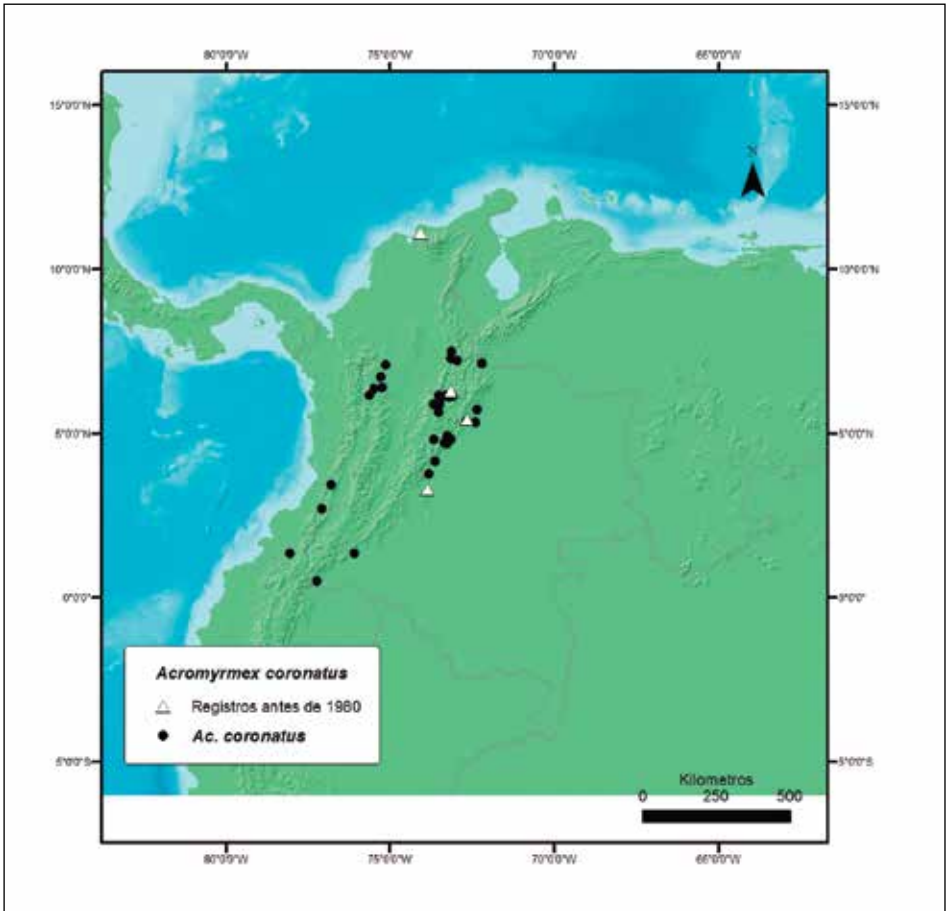 80°0'0"W 75°0'0"W 70°0'0"W 65°0'0"W
15°0'0"N 15°0'0"N
N
10°0'0"N 10°0'0"N
5°0'0"N 5°0'0"N
0°0'0" 0°0'0"
Acromyrmex coronatus
Registros antes de 1980
Ac. coronatus
5°0'0"S 5°0'0"S
Kilometros
0 250 500
80°0'0"W 75°0'0"W 70°0'0"W 65°0'0"W